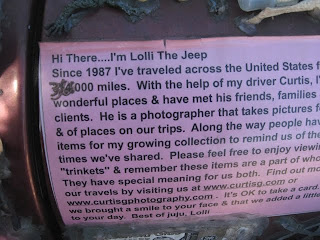 Hi There....I'm Lolli The Jeep
Since 1987 I've traveled across the United States
000 miles. With the help of my driver Curtis, I
wonderful places & have met his friends, families
clients. He is a photographer that takes pictures
& of places on our trips. Along the way people
items for my growing collection to remind us of the
times we've shared. Please feel free to enjoy
"trinkets" & remember these items are a part of
They have special meaning for us both. Find out
our travels by visiting us at www.curtisg.com or
www.curtisgphotography.com . It's OK to take a card.
we brought a smile to your face & that we added a
to your day. Best of juju, Lolli